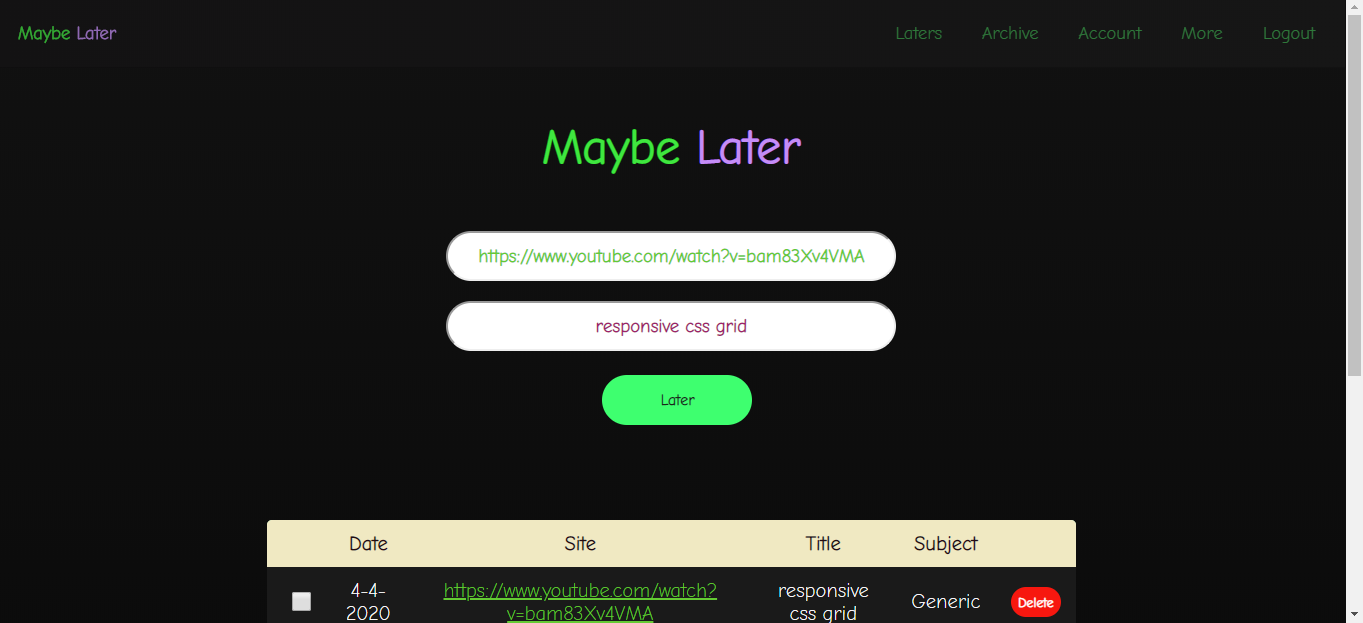 Maybe Later
Laters Archive Account More Logout
Maybe Later
https://www.youtube.com/watch?v=bam83Xv4VMA
responsive css grid
Later
Date Site Title Subject
4-4-
2020
https://www.youtube.com/watch?
v=bam83Xv4VMA
responsive
css grid
Generic
Delete